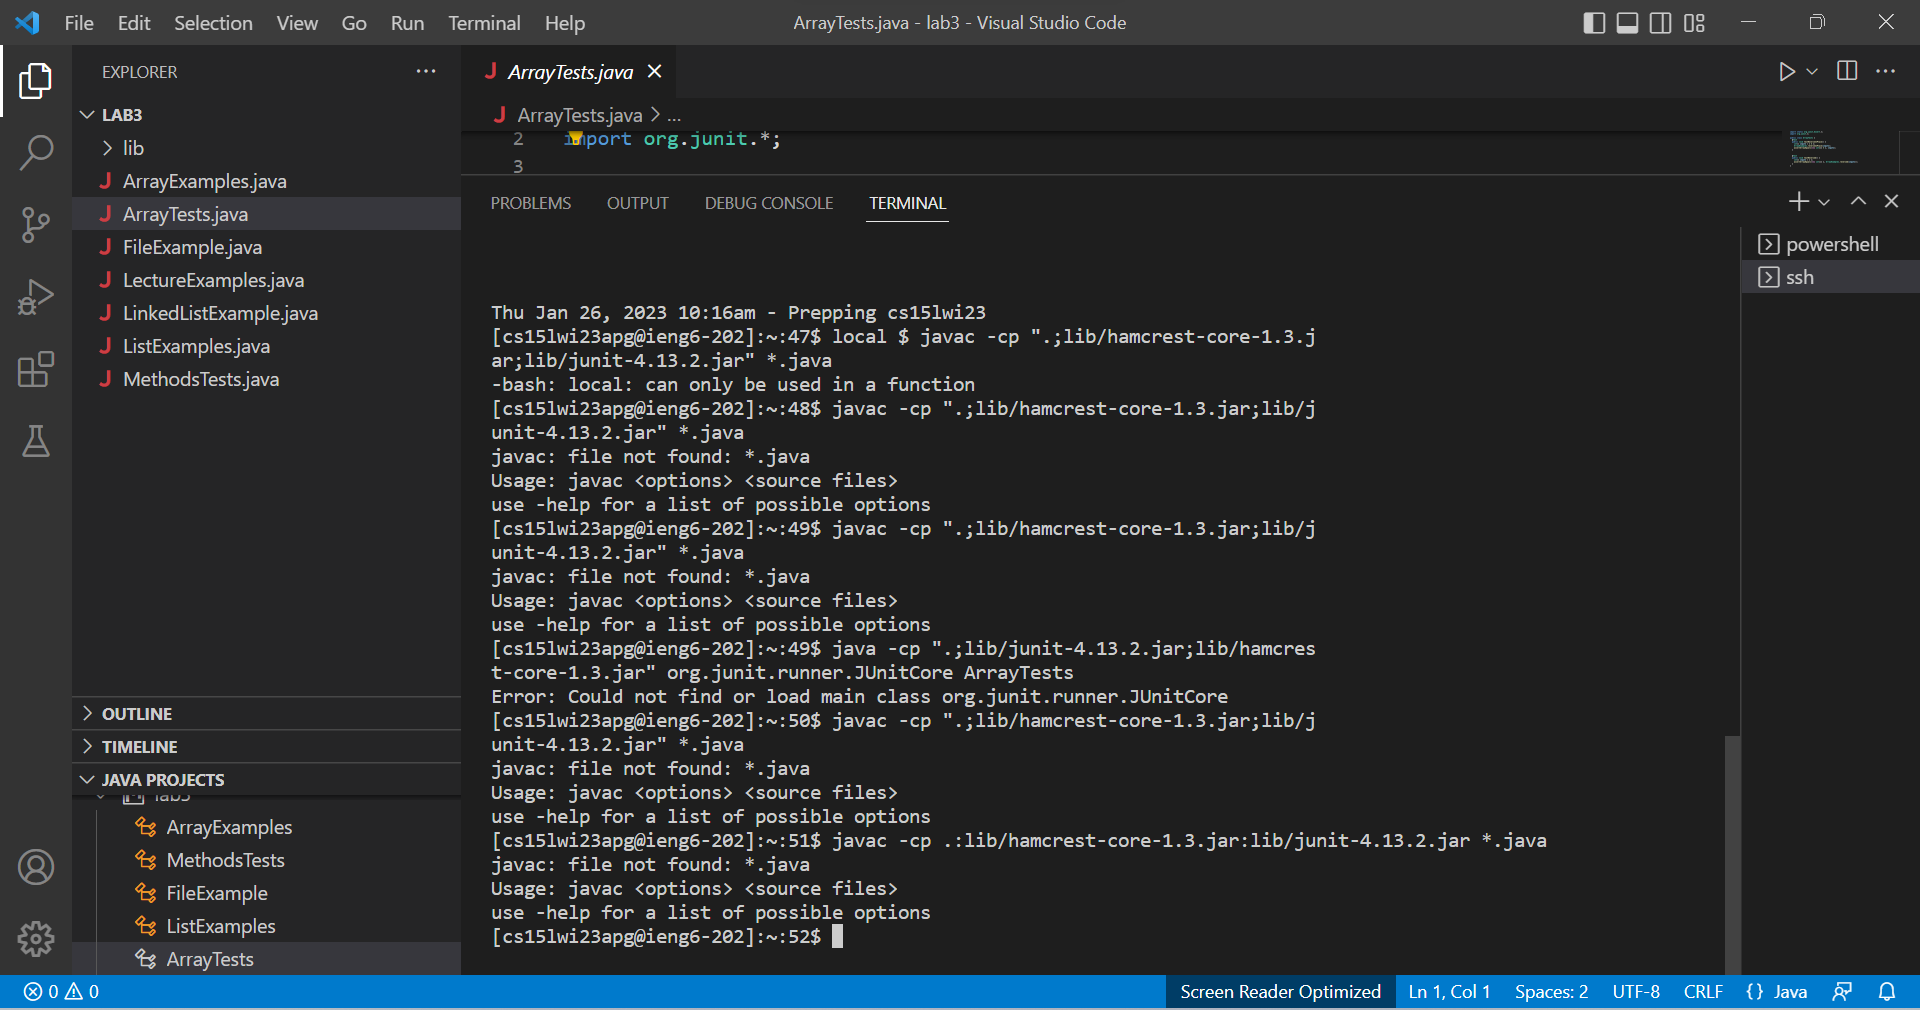 File Edit Selection View Go Run Terminal Help
ArrayTests.java - lab3 - Visual Studio Code
EXPLORER
LAB3
lib
ArrayExamples.java
ArrayTests.java
FileExample.java
LectureExamples.java
LinkedListExample.java
ListExamples.java
MethodsTests.java
OUTLINE
TIMELINE
JAVA PROJECTS
lab3
ArrayExamples
MethodsTests
FileExample
ListExamples
ArrayTests
ArrayTests.java
ArrayTests.java > ...
2 import org.junit.*;
3
PROBLEMS OUTPUT DEBUG CONSOLE TERMINAL
powershell
ssh
Thu Jan 26, 2023 10:16am - Prepping cs15lwi23
[cs15lwi23apg@ieng6-202]:~:47$ local $ javac -cp ".;lib/hamcrest-core-1.3.j
ar;lib/junit-4.13.2.jar" *.java
-bash: local: can only be used in a function
[cs15lwi23apg@ieng6-202]:~:48$ javac -cp ".;lib/hamcrest-core-1.3.jar;lib/j
unit-4.13.2.jar" *.java
javac: file not found: *.java
Usage: javac <options> <source files>
use -help for a list of possible options
[cs15lwi23apg@ieng6-202]:~:49$ javac -cp ".;lib/hamcrest-core-1.3.jar;lib/j
unit-4.13.2.jar" *.java
javac: file not found: *.java
Usage: javac <options> <source files>
use -help for a list of possible options
[cs15lwi23apg@ieng6-202]:~:49$ java -cp ".;lib/junit-4.13.2.jar;lib/hamcres
t-core-1.3.jar" org.junit.runner.JUnitCore ArrayTests
Error: Could not find or load main class org.junit.runner.JUnitCore
[cs15lwi23apg@ieng6-202]:~:50$ javac -cp ".;lib/hamcrest-core-1.3.jar;lib/j
unit-4.13.2.jar" *.java
javac: file not found: *.java
Usage: javac <options> <source files>
use -help for a list of possible options
[cs15lwi23apg@ieng6-202]:~:51$ javac -cp .:lib/hamcrest-core-1.3.jar:lib/junit-4.13.2.jar *.java
javac: file not found: *.java
Usage: javac <options> <source files>
use -help for a list of possible options
[cs15lwi23apg@ieng6-202]:~:52$
0 0
Screen Reader Optimized Ln 1, Col 1 Spaces: 2 UTF-8 CRLF {} Java